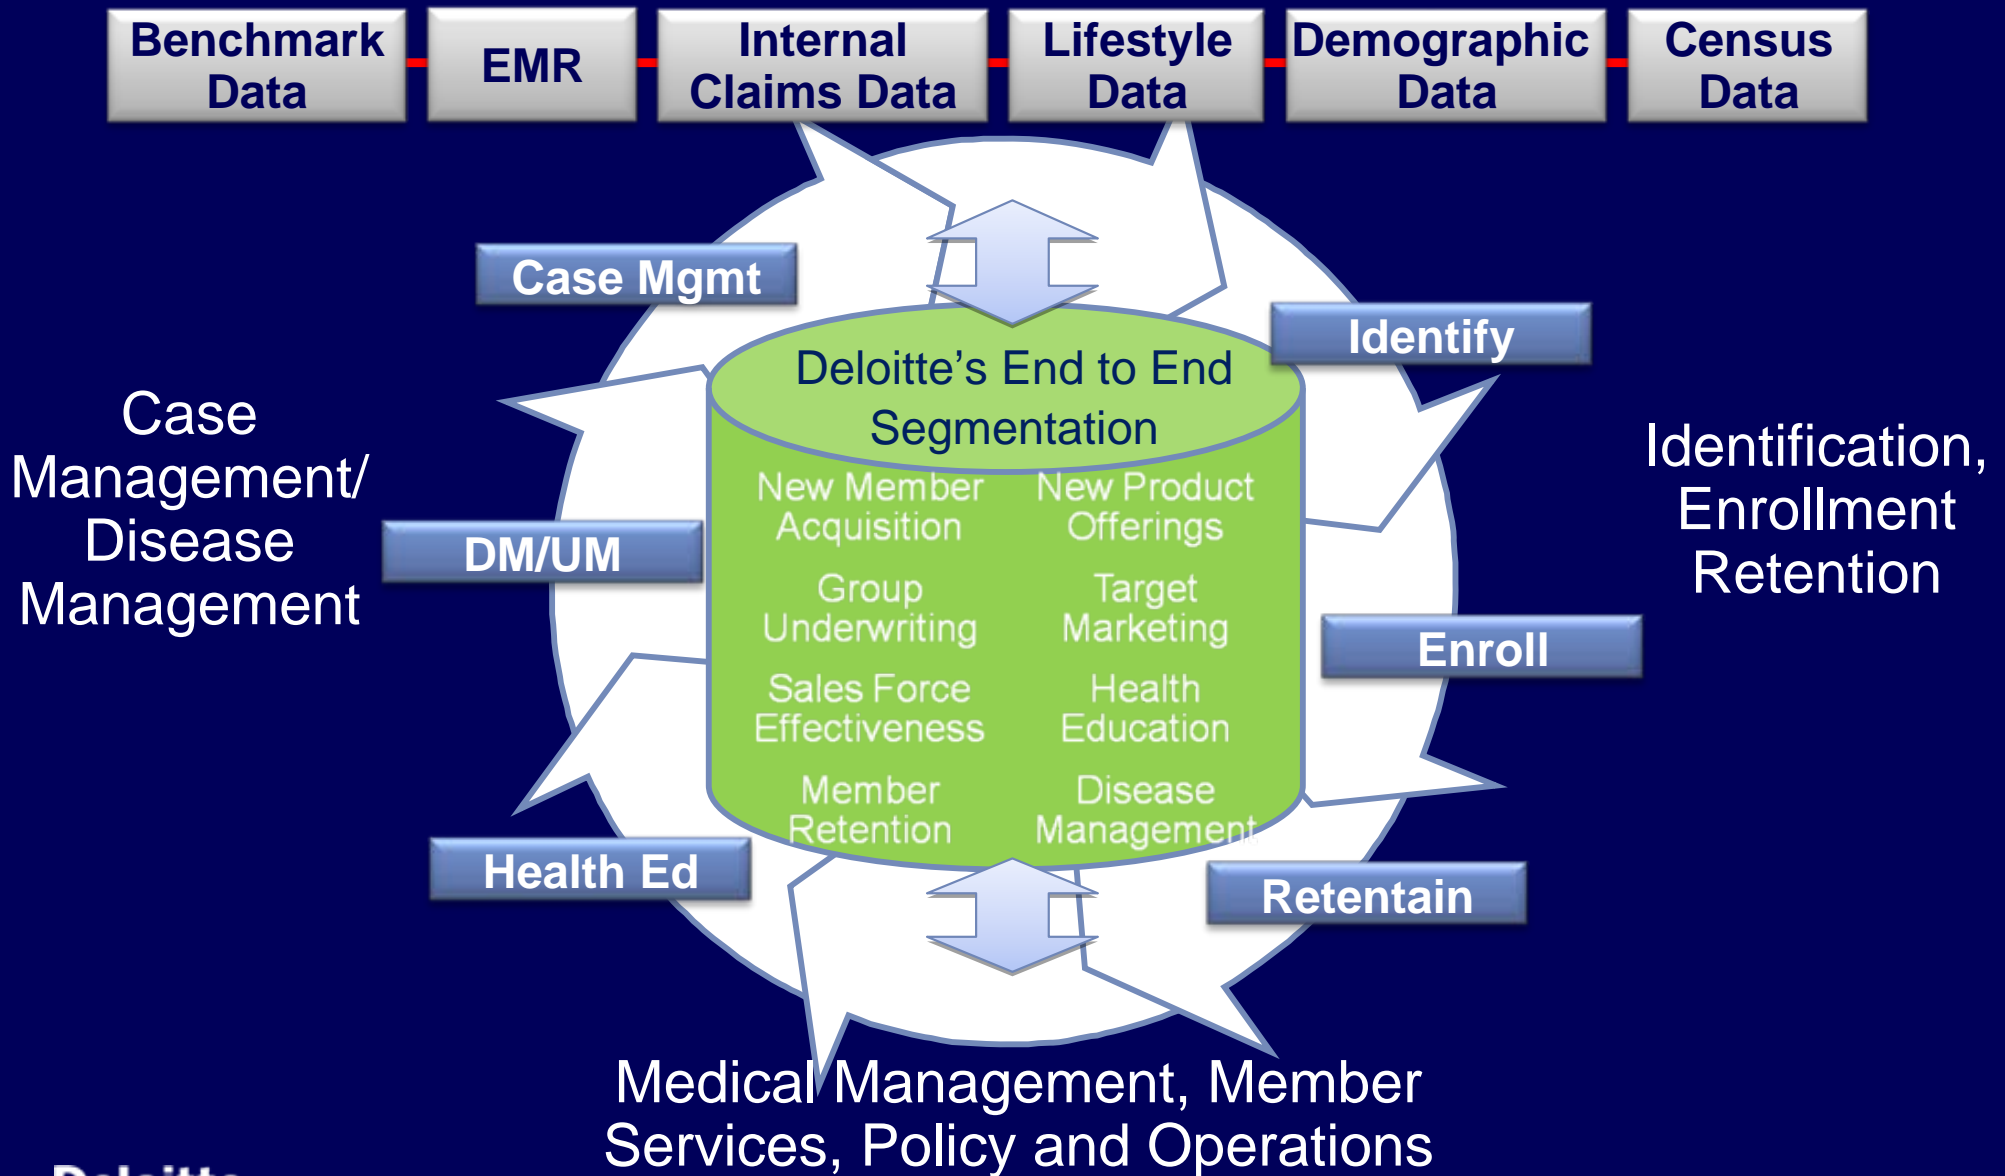 Benchmark
Data
EMR
Internal
Claims Data
Lifestyle
Data
Demographic
Data
Census
Data
Case Mgmt
Identify
Deloitte's End to End
Segmentation
Case
Management/
Disease
Management
Identification,
Enrollment
Retention
New Member
Acquisition
New Product
Offerings
DM/UM
Group
Underwriting
Target
Marketing
Enroll
Sales Force
Effectiveness
Health
Education
Member
Retention
Disease
Management
Health Ed
Retentain
Medical Management, Member
Services, Policy and Operations
Deloitte